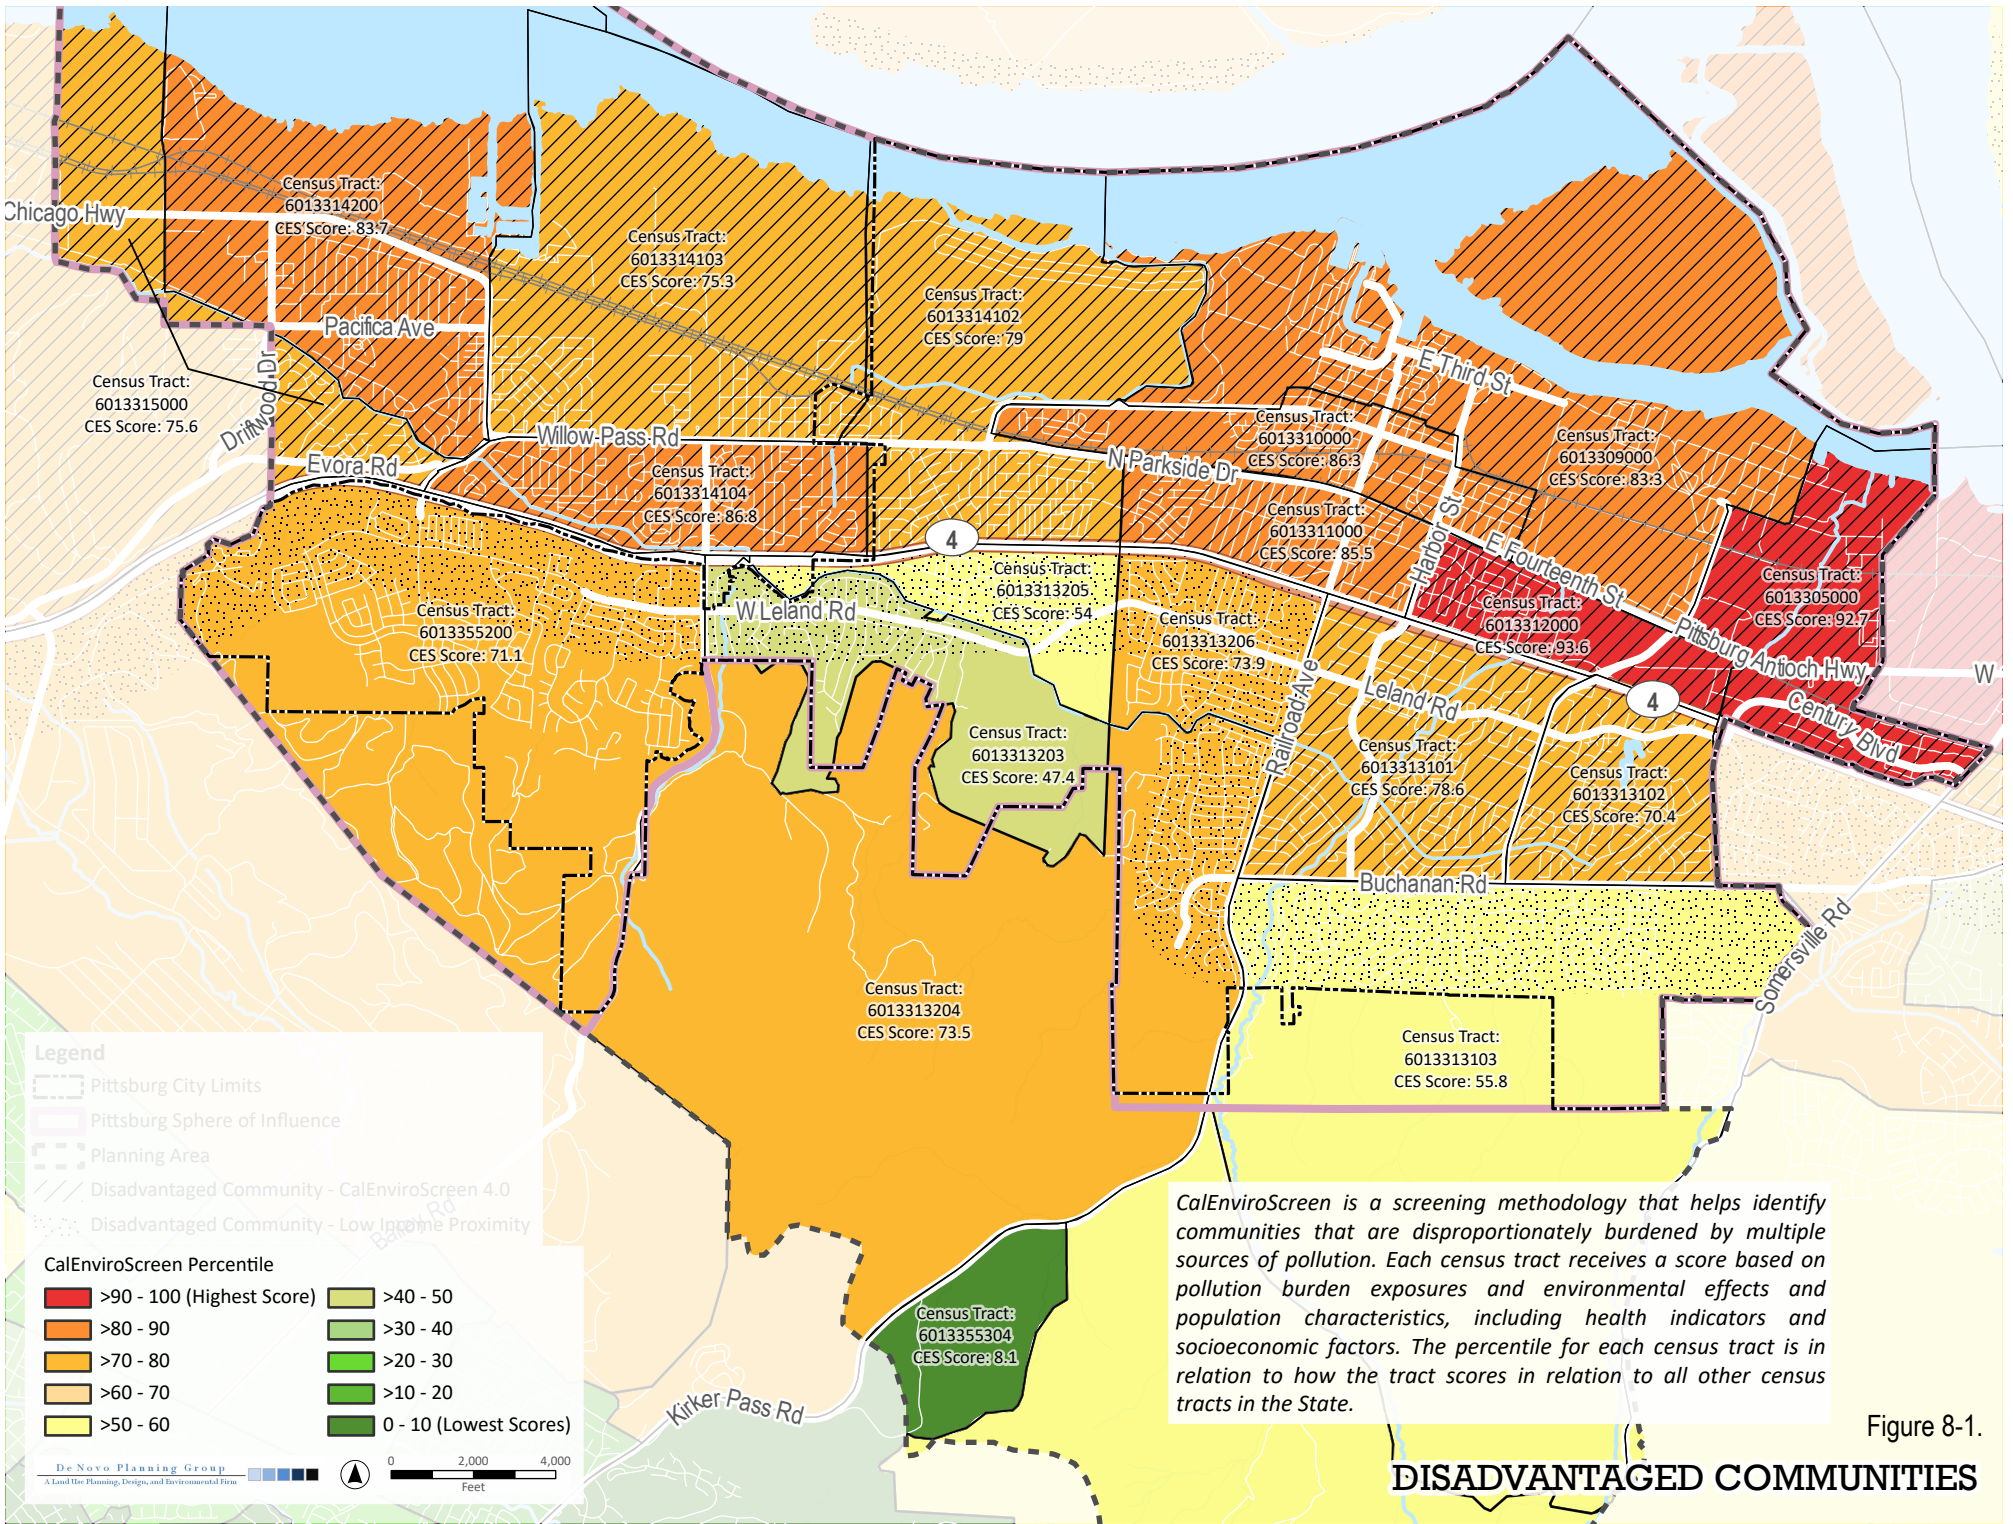 Census Tract:
6013314200
CES Score: 83.7
Chicago Hwy
Census Tract:
6013314103
CES Score: 75.3
Census Tract:
6013314102
CES Score: 79
Pacifica Ave
E Third St
Census Tract:
6013315000
CES Score: 75.6
Driftwood Dr
Evora Rd
Willow Pass Rd
Census Tract:
6013314104
CES Score: 86.8
N Parkside Dr
Census Tract:
6013310000
CES Score: 86.3
Census Tract:
6013309000
CES Score: 83.3
Census Tract:
6013311000
CES Score: 85.5
Harbor St
E Fourteenth St
4
Census Tract:
6013313205
CES Score: 54
Census Tract:
6013305000
CES Score: 92.7
Census Tract:
6013312000
CES Score: 93.6
Census Tract:
6013355200
CES Score: 71.1
W Leland Rd
Census Tract:
6013313206
CES Score: 73.9
Pittsburg Antioch Hwy
W
Railroad Ave
Leland Rd
4
Century Blvd
Census Tract:
6013313203
CES Score: 47.4
Census Tract:
6013313101
CES Score: 78.6
Census Tract:
6013313102
CES Score: 70.4
Buchanan Rd
Somersville Rd
Census Tract:
6013313204
CES Score: 73.5
Census Tract:
6013313103
CES Score: 55.8
Legend
Pittsburg City Limits
Pittsburg Sphere of Influence
Planning Area
Disadvantaged Community - CalEnviroScreen 4.0
Disadvantaged Community - Low Income Proximity
Bailey Rd
CalEnviroScreen Percentile
>90 - 100 (Highest Score)
>80 - 90
>70 - 80
>60 - 70
>50 - 60
>40 - 50
>30 - 40
>20 - 30
>10 - 20
0 - 10 (Lowest Scores)
De Novo Planning Group
A Land Use Planning, Design, and Environmental Firm
0 2,000 4,000
Feet
Census Tract:
6013355304
CES Score: 8.1
Kirker Pass Rd
CalEnviroScreen is a screening methodology that helps identify
communities that are disproportionately burdened by multiple
sources of pollution. Each census tract receives a score based on
pollution burden exposures and environmental effects and
population characteristics, including health indicators and
socioeconomic factors. The percentile for each census tract is in
relation to how the tract scores in relation to all other census
tracts in the State.
Figure 8-1.
DISADVANTAGED COMMUNITIES